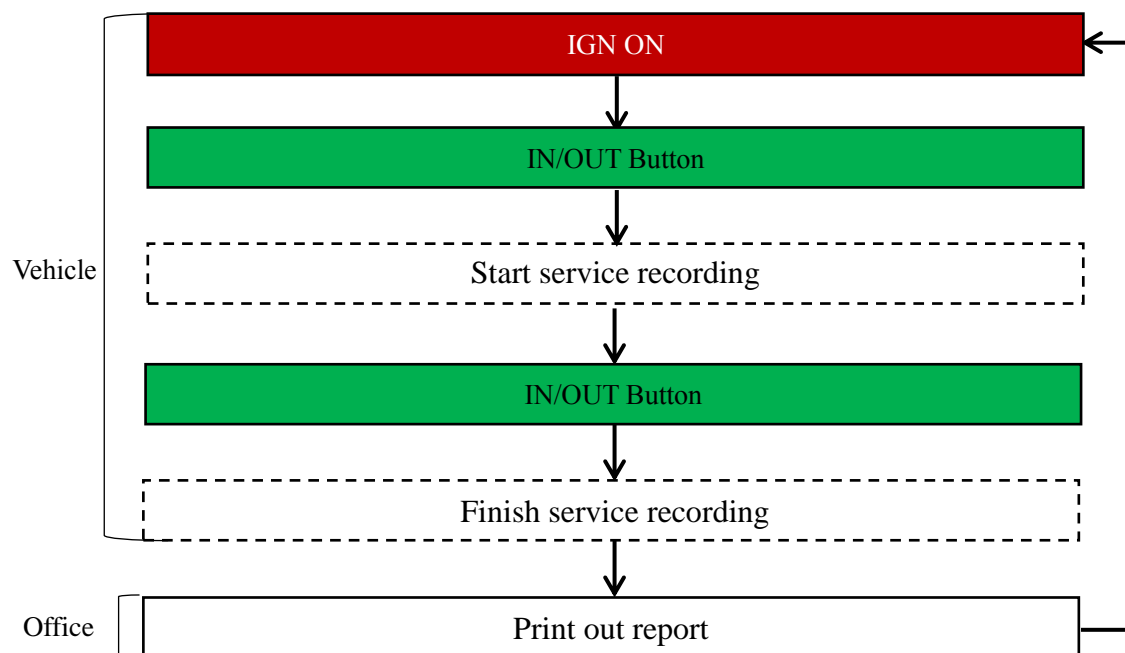 IGN ON
IN/OUT Button
Start service recording
Vehicle
IN/OUT Button
Finish service recording
Office
Print out report